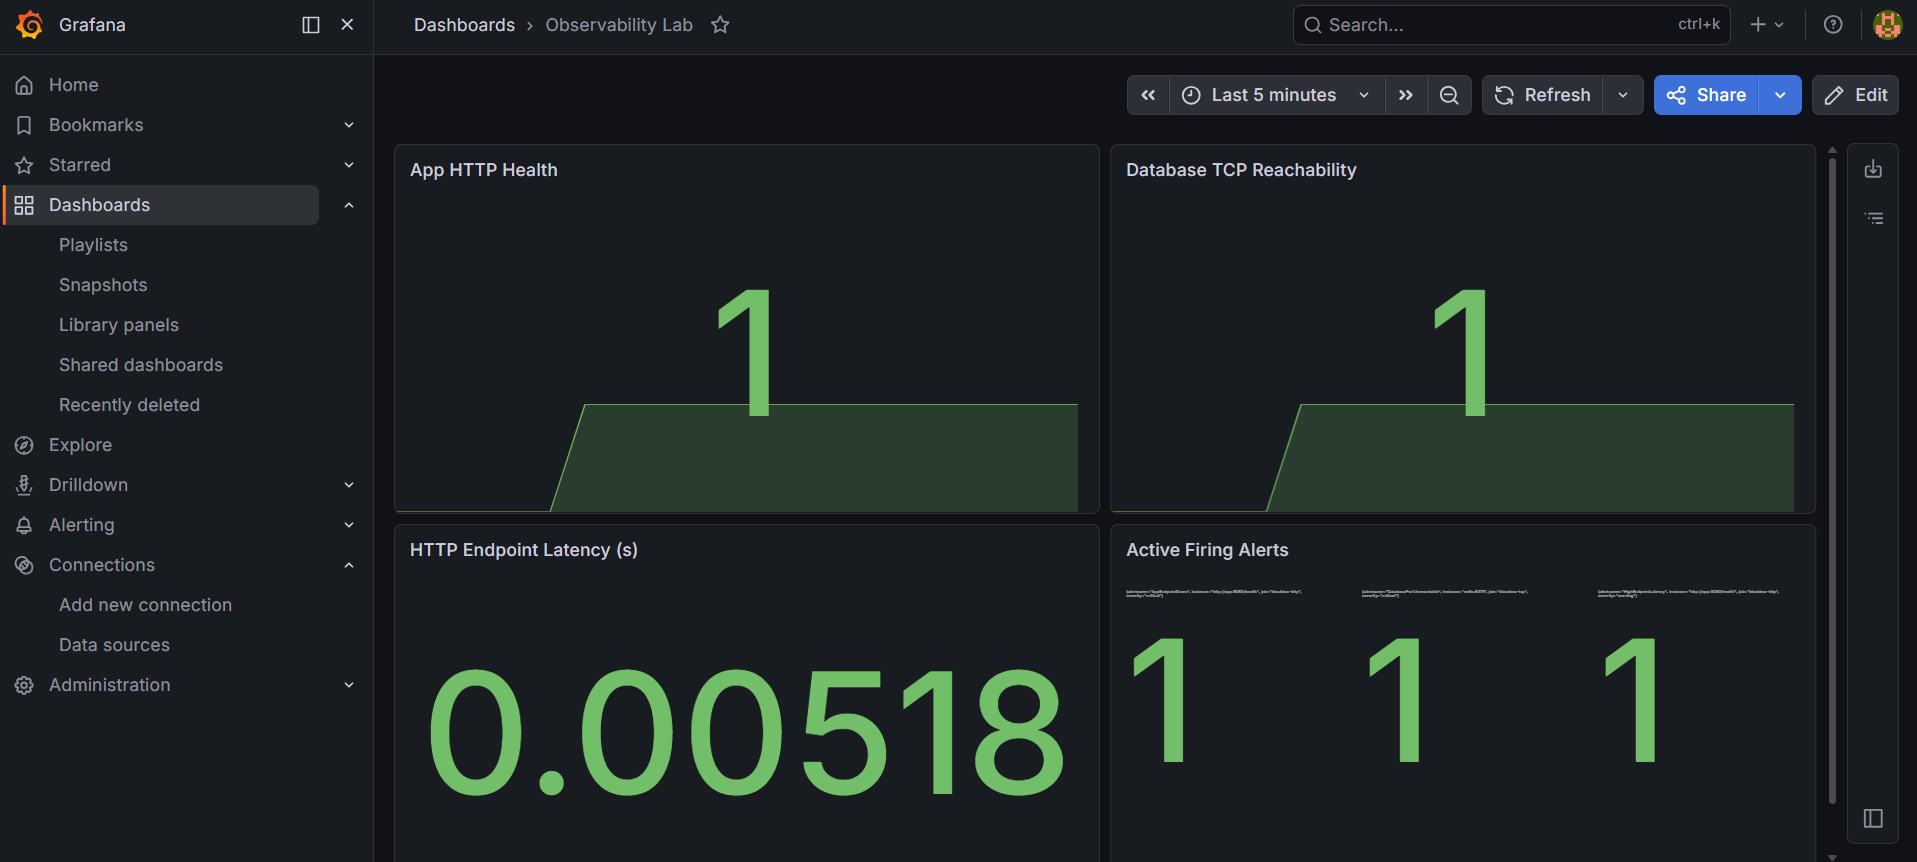 Grafana
Dashboards › Observability Lab
Search...
ctrl+k
Home
Bookmarks
Starred
Dashboards
Playlists
Snapshots
Library panels
Shared dashboards
Recently deleted
Explore
Drilldown
Alerting
Connections
Add new connection
Data sources
Administration
Last 5 minutes
Refresh
Share
Edit
App HTTP Health
1
Database TCP Reachability
1
HTTP Endpoint Latency (s)
0.00518
Active Firing Alerts
1
1
1